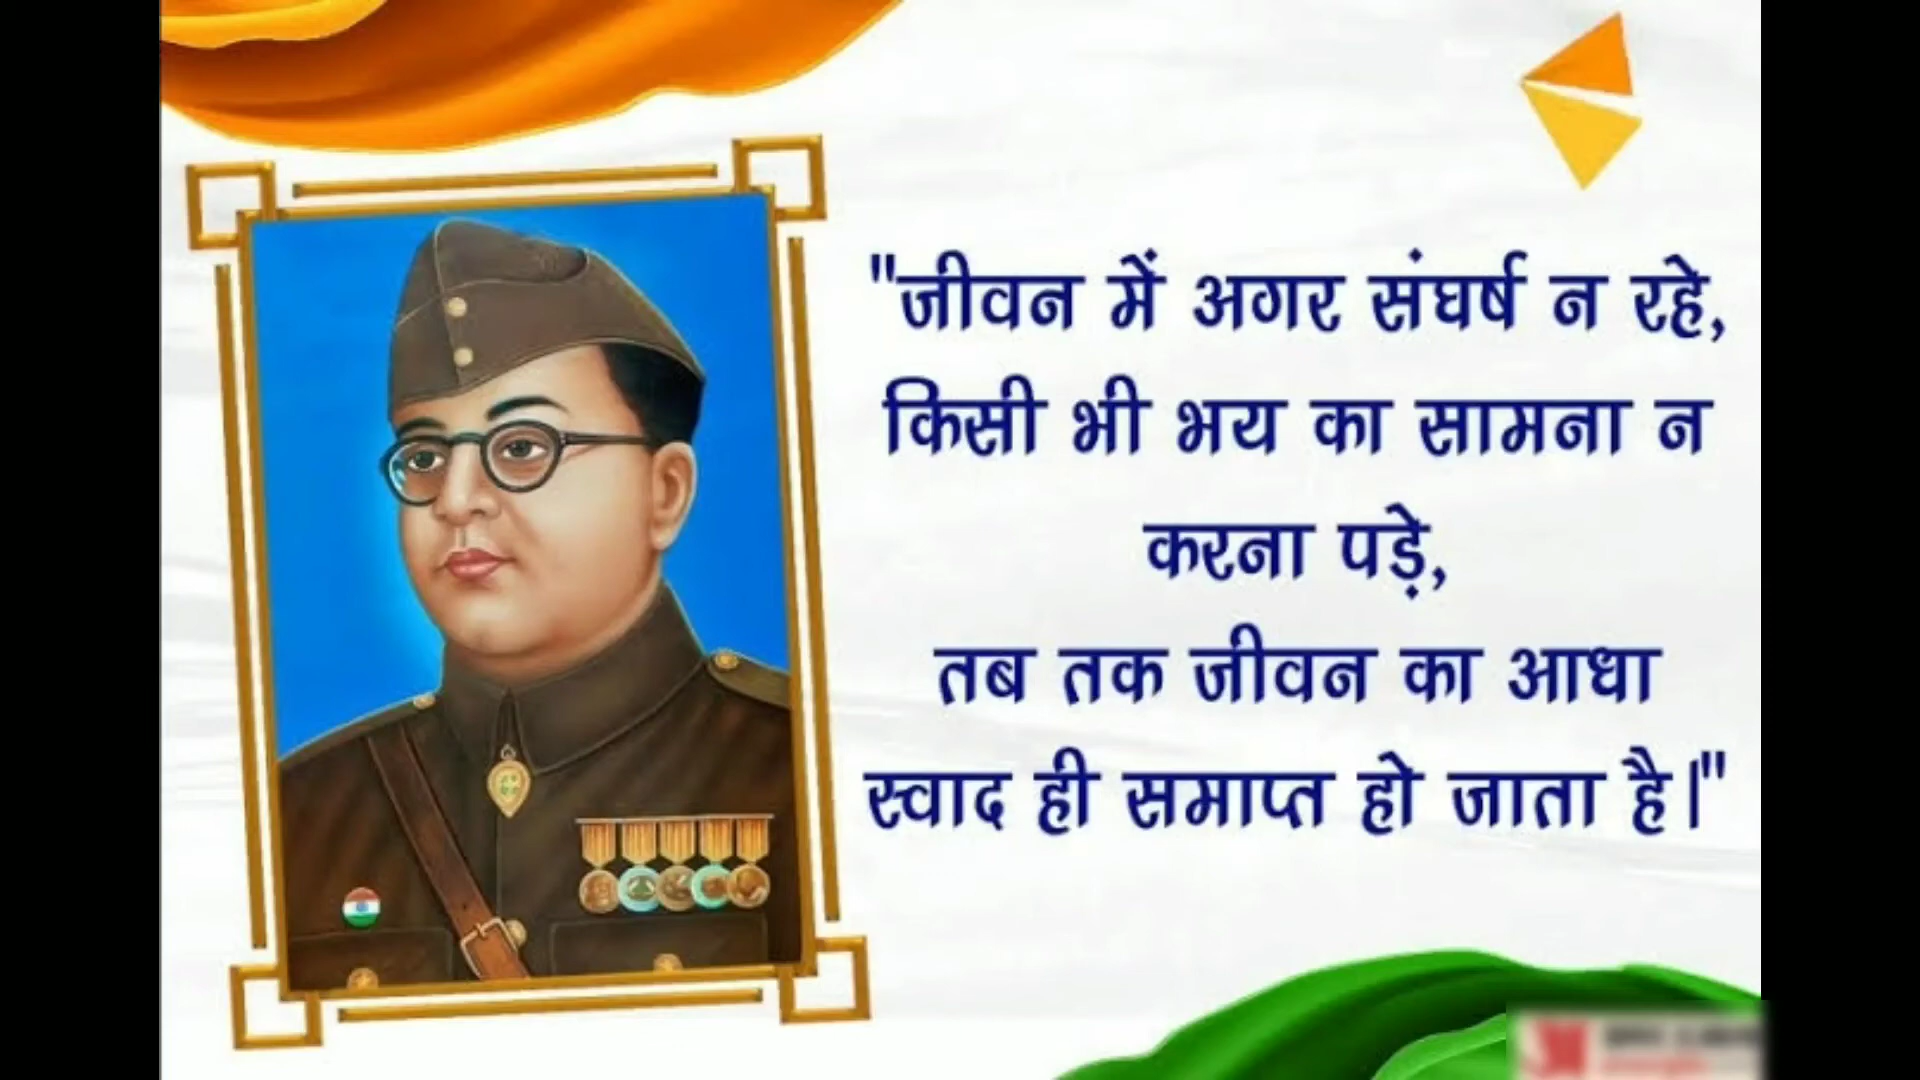 "जीवन में अगर संघर्ष न रहे,
किसी भी भय का सामना न
करना पड़े,
तब तक जीवन का आधा
स्वाद ही समाप्त हो जाता है।"